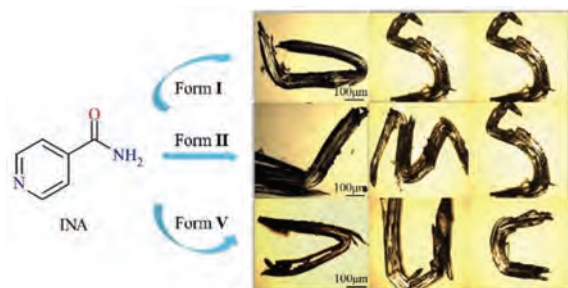 Form I
Form II
Form V
O
NH2
N
INA
100μm
100μm
100μm